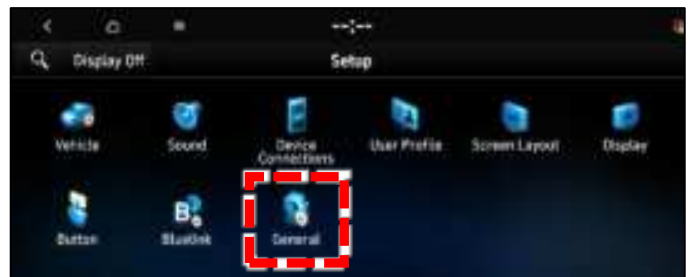 --:--
Display Off
Setup
Vehicle
Sound
Device
Connections
User Profile
Screen Layout
Display
Button
Bluelink
General